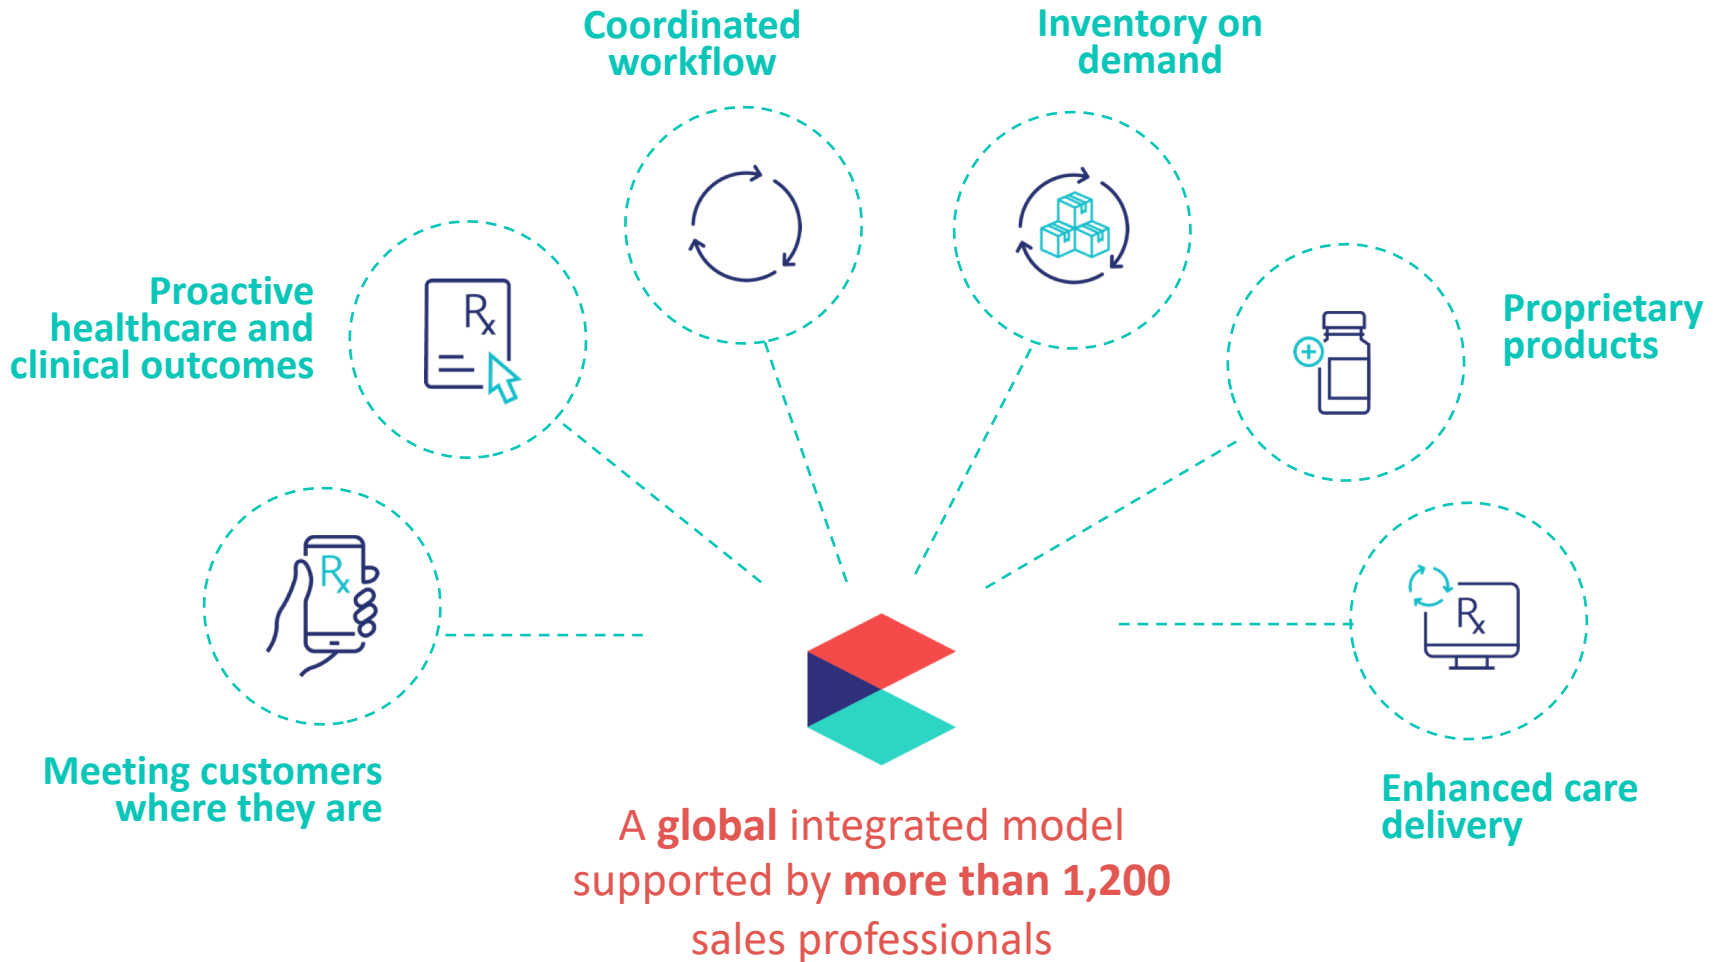 Coordinated
workflow
Inventory on
demand
Proactive
healthcare and
clinical outcomes
Rx
Proprietary
products
Rx
Meeting customers
where they are
Rx
Enhanced care
delivery
A global integrated model
supported by more than 1,200
sales professionals